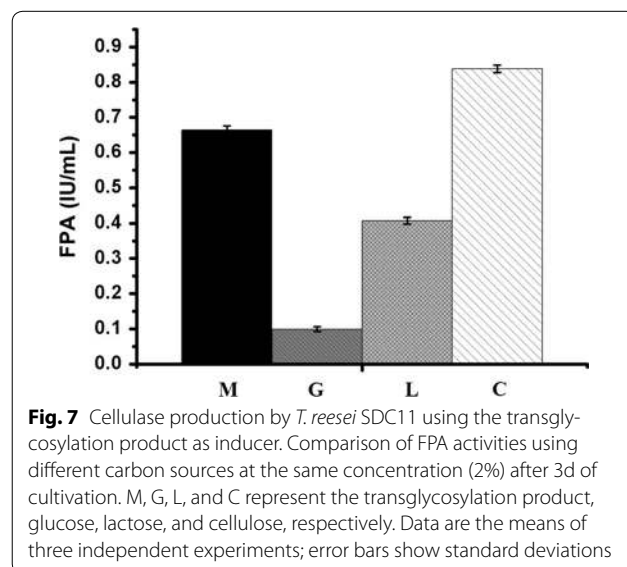 0.9
0.8
0.7
0.6
0.5
0.4
0.3
0.2
0.1
0.0
FPA (IU/mL)
M G L C
Fig. 7 Cellulase production by T. reesei SDC11 using the transgly-
cosylation product as inducer. Comparison of FPA activities using
different carbon sources at the same concentration (2%) after 3d of
cultivation. M, G, L, and C represent the transglycosylation product,
glucose, lactose, and cellulose, respectively. Data are the means of
three independent experiments; error bars show standard deviations